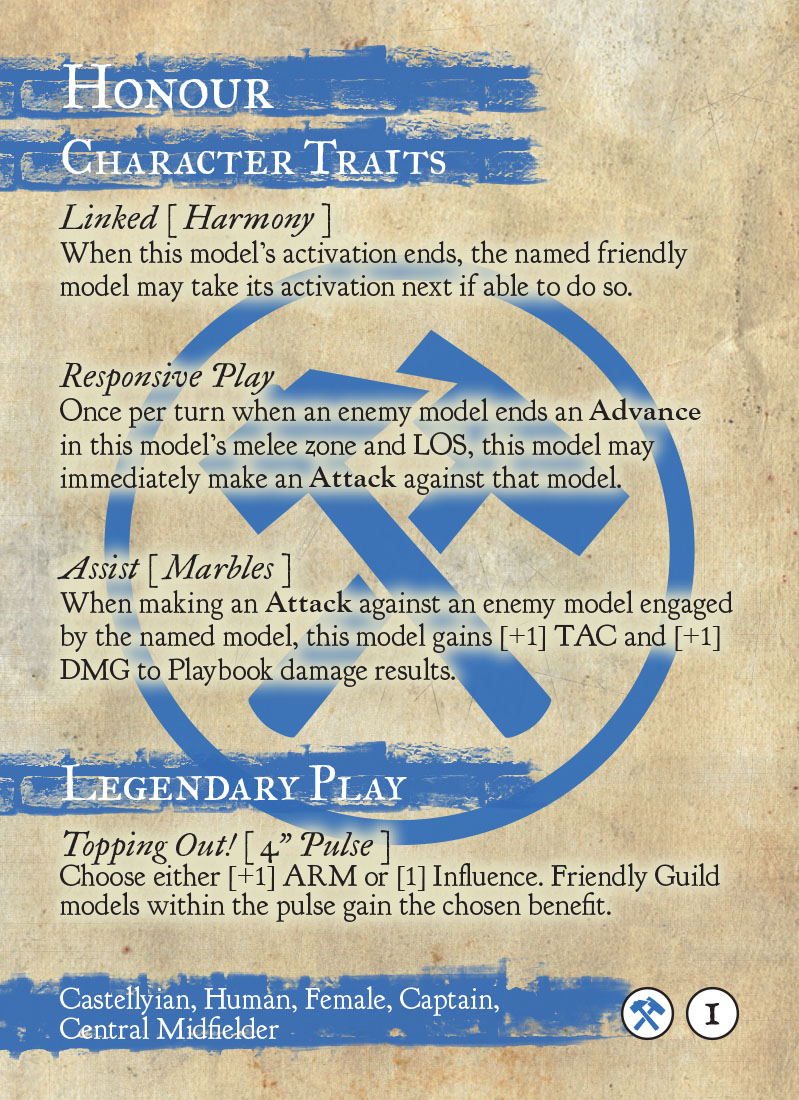 Honour
Character Traits
Linked [ Harmony ]
When this model’s activation ends, the named friendly
model may take its activation next if able to do so.
Responsive Play
Once per turn when an enemy model ends an Advance
in this model’s melee zone and LOS, this model may
immediately make an Attack against that model.
Assist [ Marbles ]
When making an Attack against an enemy model engaged
by the named model, this model gains [+1] TAC and [+1]
DMG to Playbook damage results.
Legendary Play
Topping Out! [ 4” Pulse ]
Choose either [+1] ARM or [1] Influence. Friendly Guild
models within the pulse gain the chosen benefit.
Castellyian, Human, Female, Captain,
Central Midfielder
1